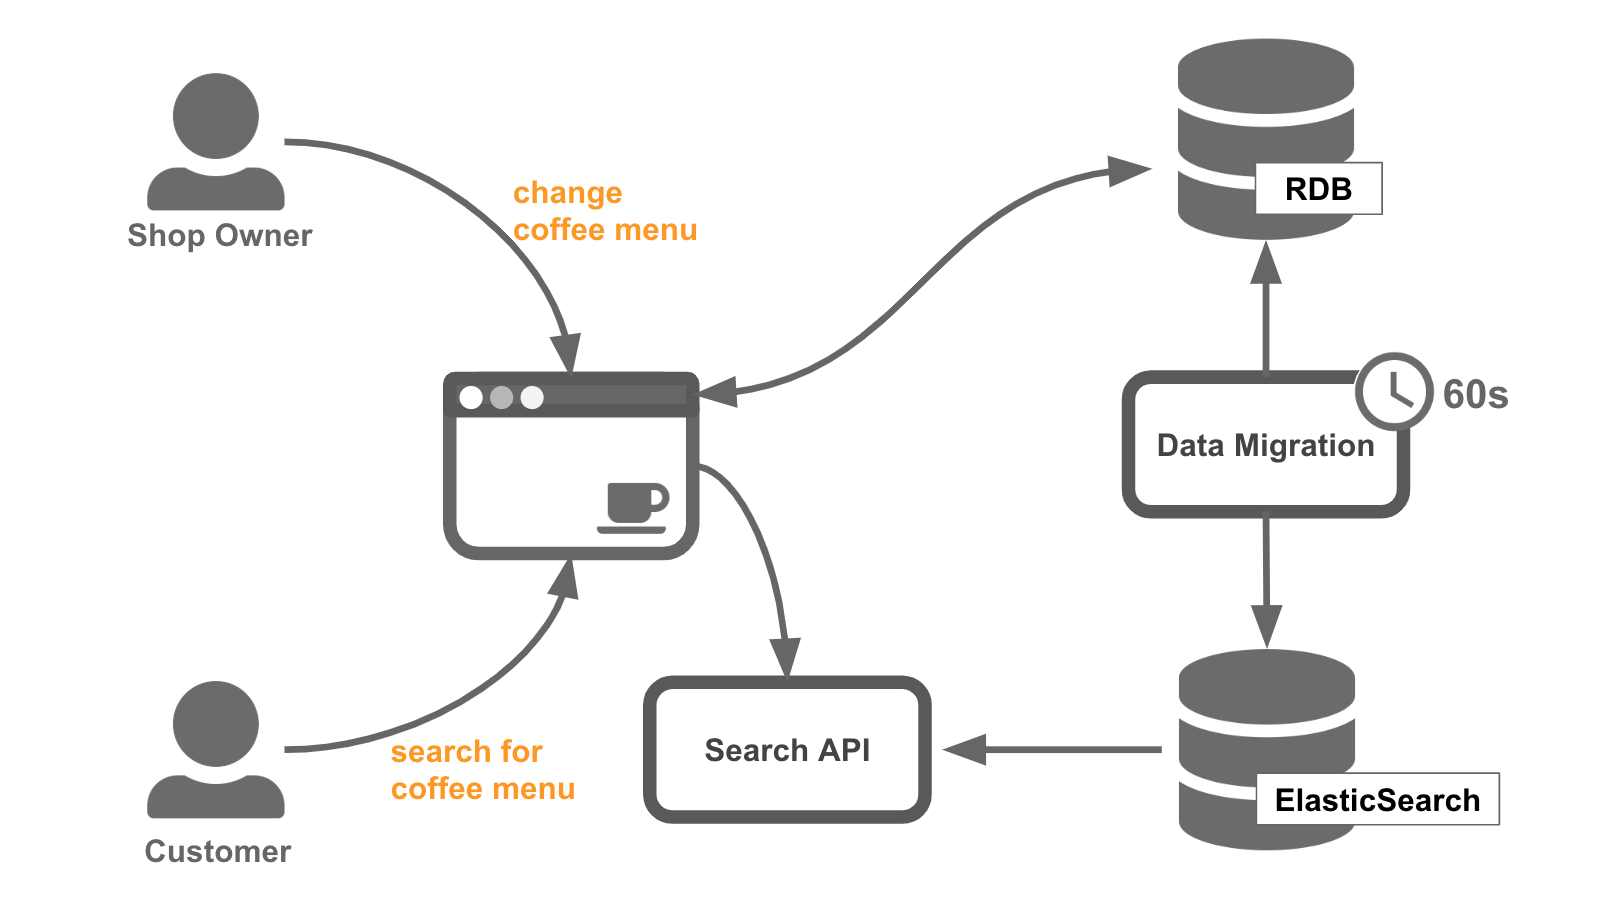 Shop Owner
change
coffee menu
RDB
60s
Data Migration
Search API
search for
coffee menu
ElasticSearch
Customer